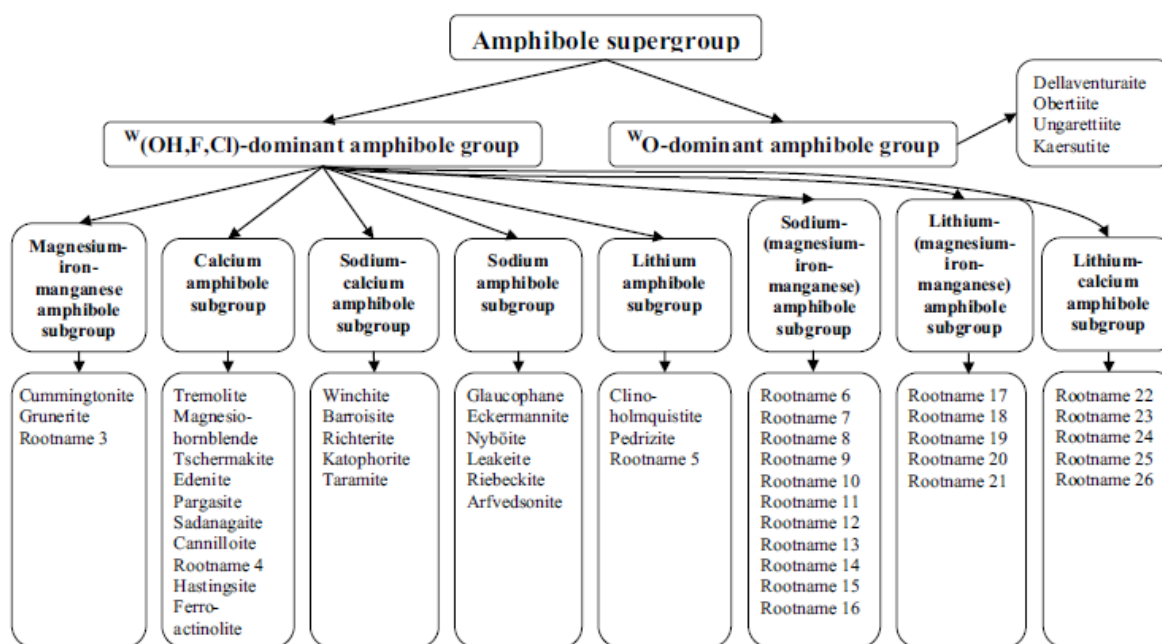 Amphibole supergroup
Dellaventuraite
Obertiite
Ungarettiite
Kaersutite
W(OH,F,Cl)-dominant amphibole group
WO-dominant amphibole group
Magnesium-
iron-
manganese
amphibole
subgroup
Calcium
amphibole
subgroup
Sodium-
calcium
amphibole
subgroup
Sodium
amphibole
subgroup
Lithium
amphibole
subgroup
Sodium-
(magnesium-
iron-
manganese)
amphibole
subgroup
Lithium-
(magnesium-
iron-
manganese)
amphibole
subgroup
Lithium-
calcium
amphibole
subgroup
Cummingtonite
Grunerite
Rootname 3
Tremolite
Magnesio-
hornblende
Tschermakite
Edenite
Pargasite
Sadanagaite
Cannilloite
Rootname 4
Hastingsite
Ferro-
actinolite
Winchite
Barroisite
Richterite
Katophorite
Taramite
Glaucophane
Eckermannite
Nyböite
Leakeite
Riebeckite
Arfvedsonite
Clino-
holmquistite
Pedrizite
Rootname 5
Rootname 6
Rootname 7
Rootname 8
Rootname 9
Rootname 10
Rootname 11
Rootname 12
Rootname 13
Rootname 14
Rootname 15
Rootname 16
Rootname 17
Rootname 18
Rootname 19
Rootname 20
Rootname 21
Rootname 22
Rootname 23
Rootname 24
Rootname 25
Rootname 26